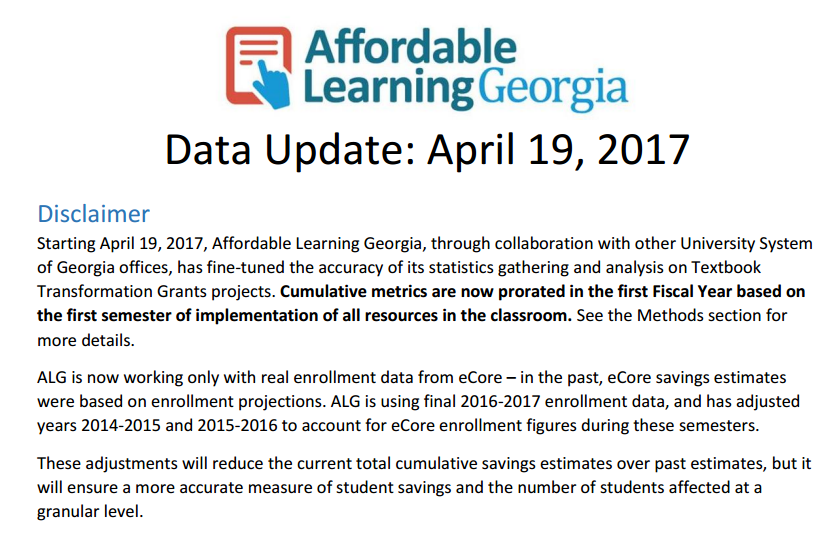 Affordable
Learning Georgia
Data Update: April 19, 2017
Disclaimer
Starting April 19, 2017, Affordable Learning Georgia, through collaboration with other University System
of Georgia offices, has fine-tuned the accuracy of its statistics gathering and analysis on Textbook
Transformation Grants projects. Cumulative metrics are now prorated in the first Fiscal Year based on
the first semester of implementation of all resources in the classroom. See the Methods section for
more details.
ALG is now working only with real enrollment data from eCore – in the past, eCore savings estimates
were based on enrollment projections. ALG is using final 2016-2017 enrollment data, and has adjusted
years 2014-2015 and 2015-2016 to account for eCore enrollment figures during these semesters.
These adjustments will reduce the current total cumulative savings estimates over past estimates, but it
will ensure a more accurate measure of student savings and the number of students affected at a
granular level.